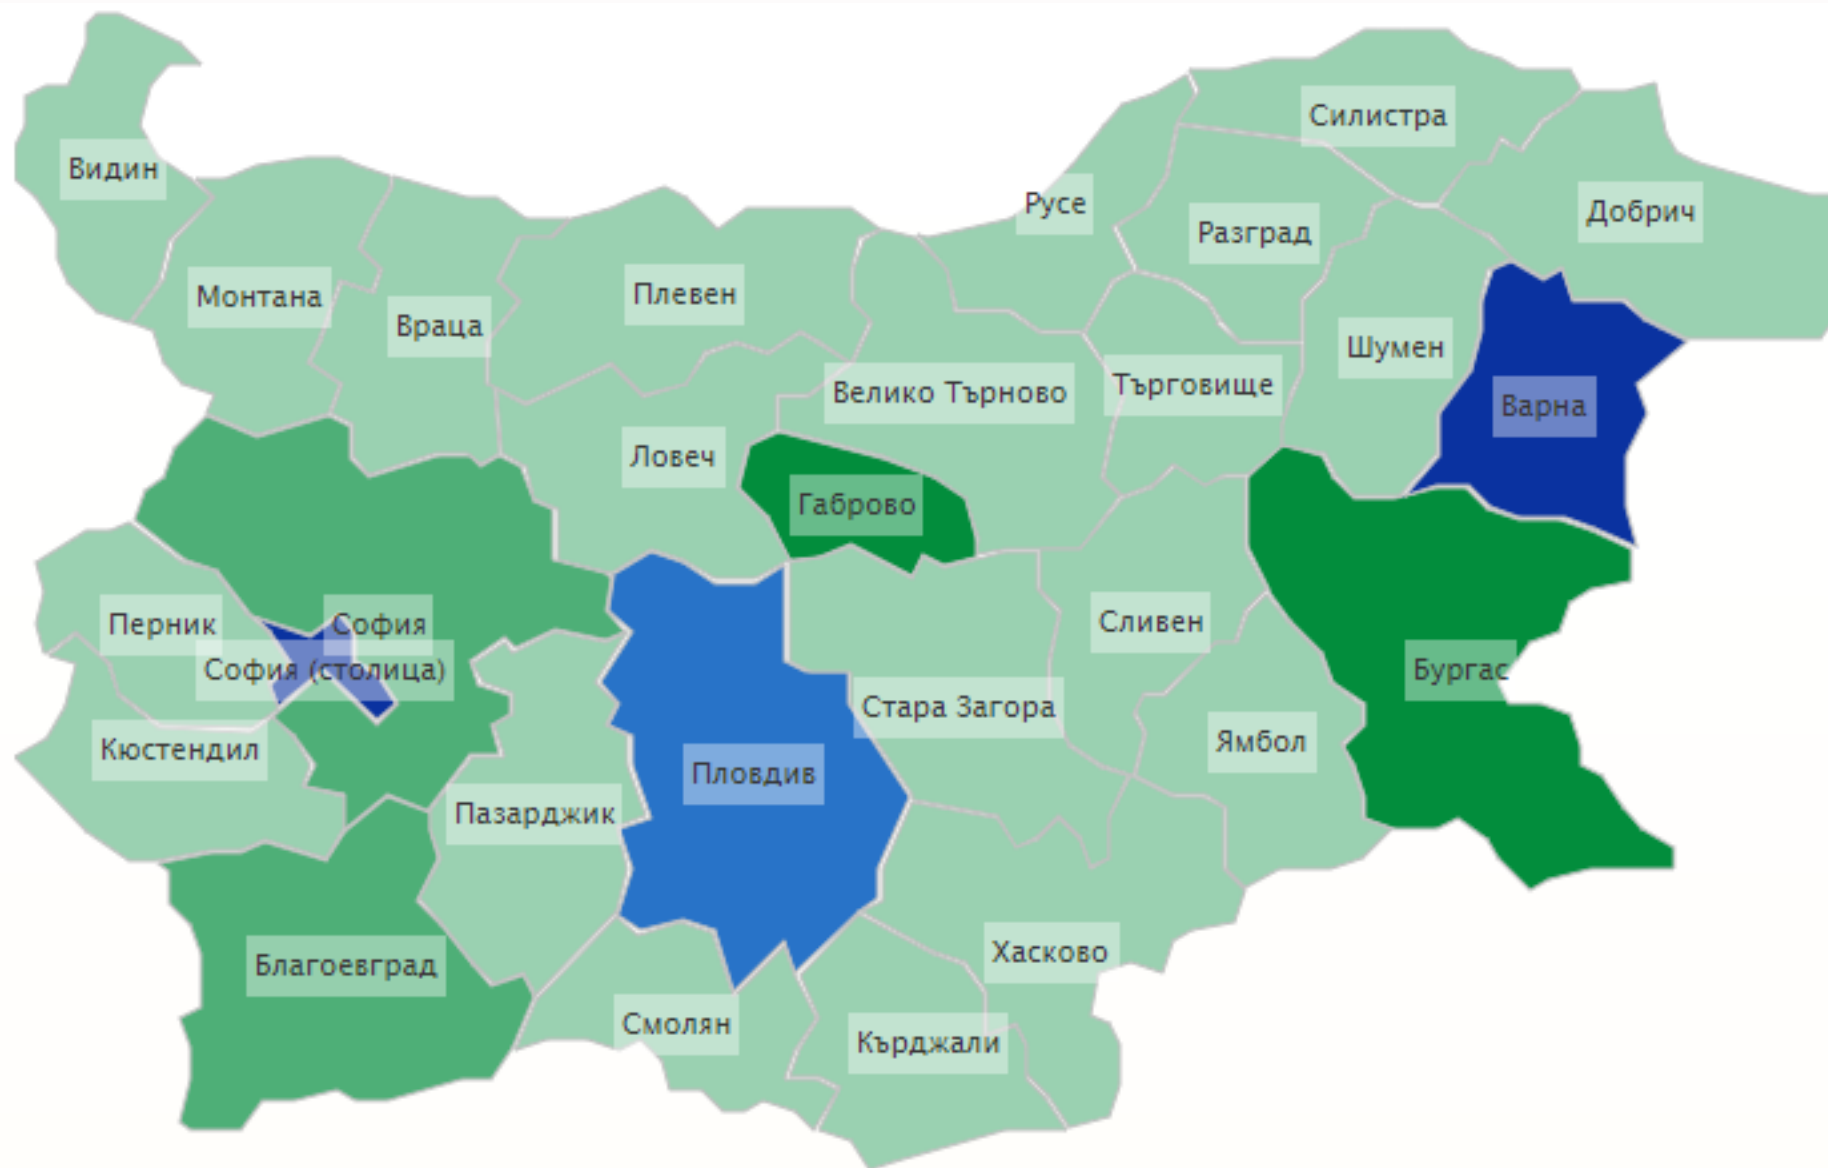 Силистра
Видин
Русе
Добрич
Разград
Плевен
Монтана
Враца
Шумен
Търговище
Велико Търново
Варна
Ловеч
Габрово
Сливен
Перник
София
София (столица)
Бургас
Стара Загора
Ямбол
Кюстендил
Пловдив
Пазарджик
Хасково
Благоевград
Смолян
Кърджали